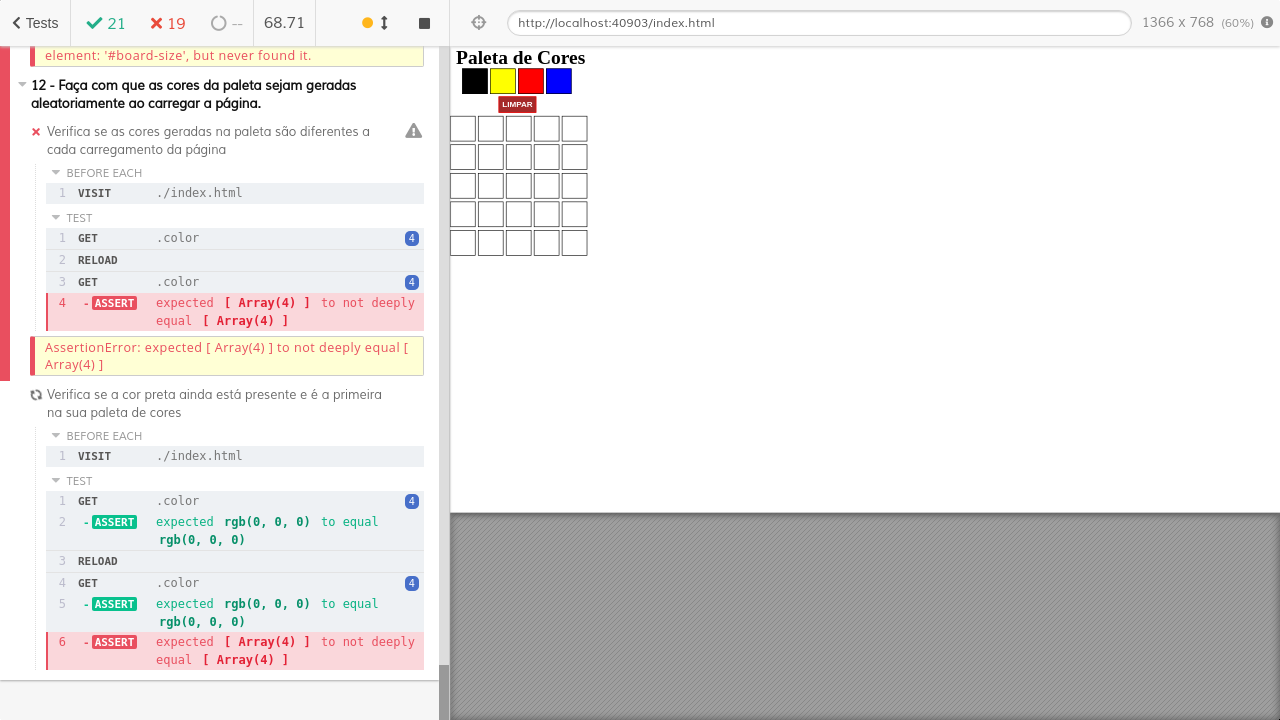 Tests
21
19
--
68.71
http://localhost:40903/index.html
1366 x 768 (60%)
element: '#board-size', but never found it.
12 - Faça com que as cores da paleta sejam geradas
aleatoriamente ao carregar a página.
Verifica se as cores geradas na paleta são diferentes a
cada carregamento da página
BEFORE EACH
1 VISIT ./index.html
TEST
1 GET .color 4
2 RELOAD
3 GET .color 4
4 -ASSERT expected [ Array(4) ] to not deeply
equal [ Array(4) ]
AssertionError: expected [ Array(4) ] to not deeply equal [
Array(4) ]
Verifica se a cor preta ainda está presente e é a primeira
na sua paleta de cores
BEFORE EACH
1 VISIT ./index.html
TEST
1 GET .color 4
2 -ASSERT expected rgb(0, 0, 0) to equal
rgb(0, 0, 0)
3 RELOAD
4 GET .color 4
5 -ASSERT expected rgb(0, 0, 0) to equal
rgb(0, 0, 0)
6 -ASSERT expected [ Array(4) ] to not deeply
equal [ Array(4) ]
Paleta de Cores
LIMPAR